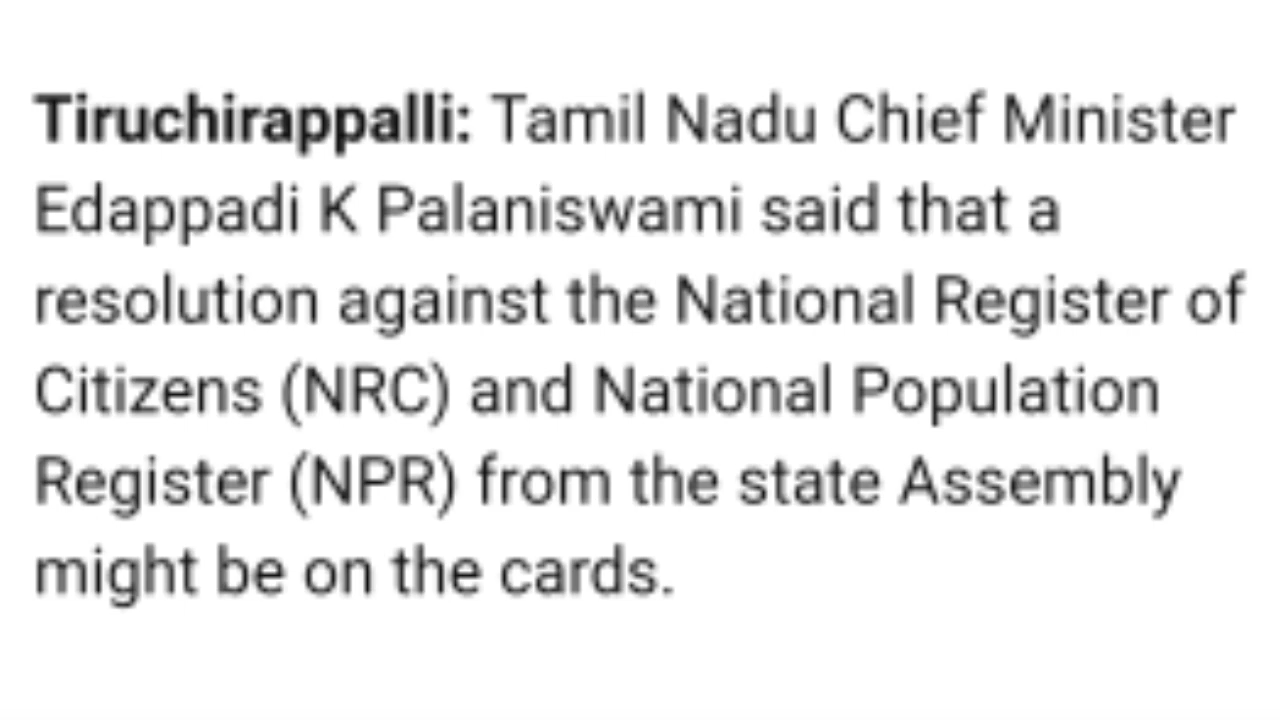 Tiruchirappalli: Tamil Nadu Chief Minister
Edappadi K Palaniswami said that a
resolution against the National Register of
Citizens (NRC) and National Population
Register (NPR) from the state Assembly
might be on the cards.